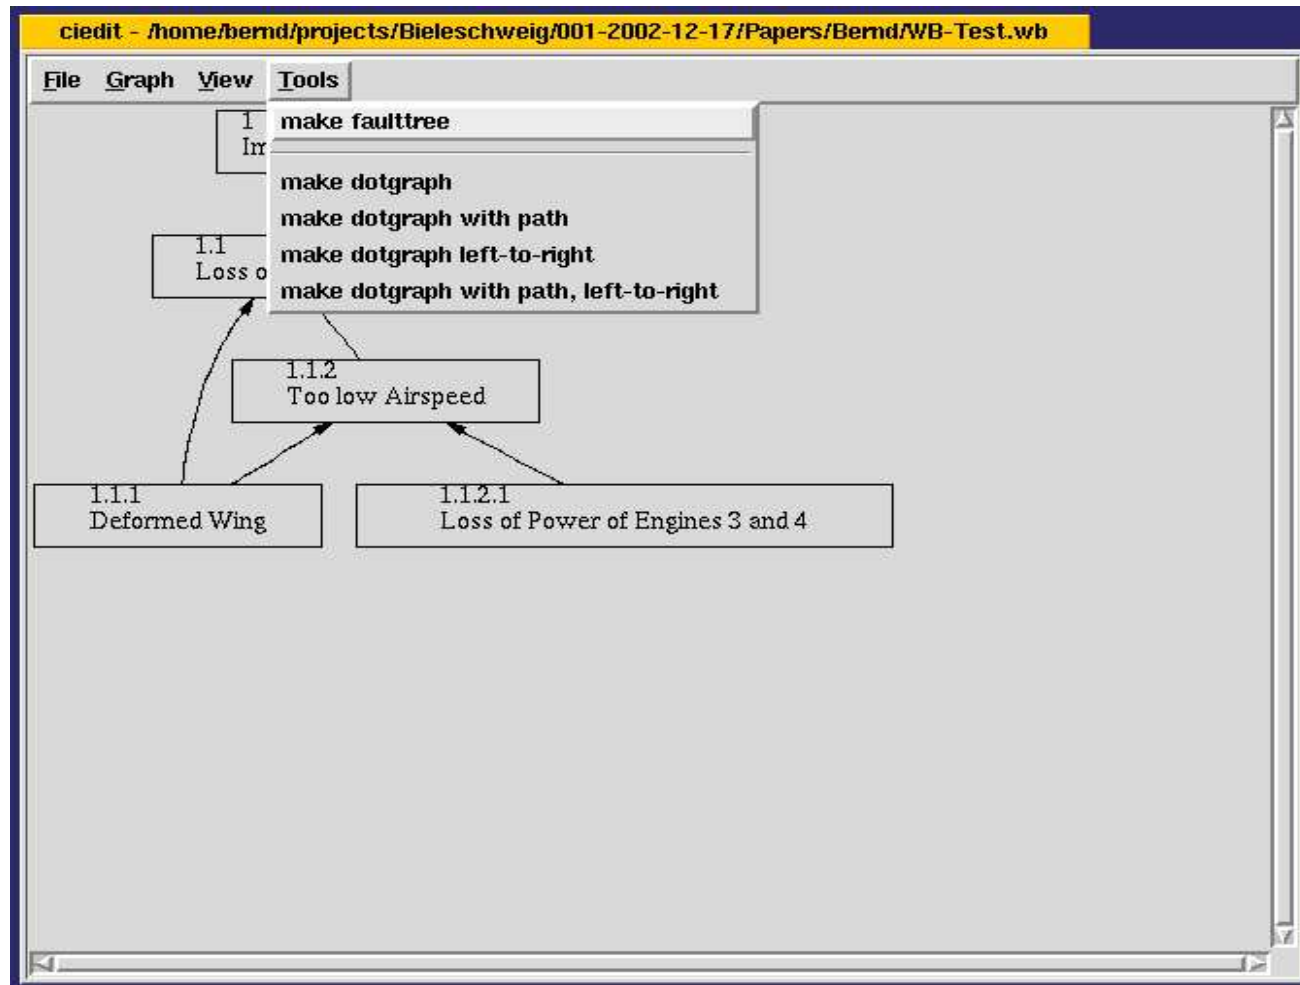 ciedit - /home/bernd/projects/Bieleschweig/001-2002-12-17/Papers/Bernd/WB-Test.wb
File Graph View Tools
make faulttree
make dotgraph
make dotgraph with path
make dotgraph left-to-right
make dotgraph with path, left-to-right
1
1.1
Loss
1.1.2
Too low Airspeed
1.1.1
Deformed Wing
1.1.2.1
Loss of Power of Engines 3 and 4